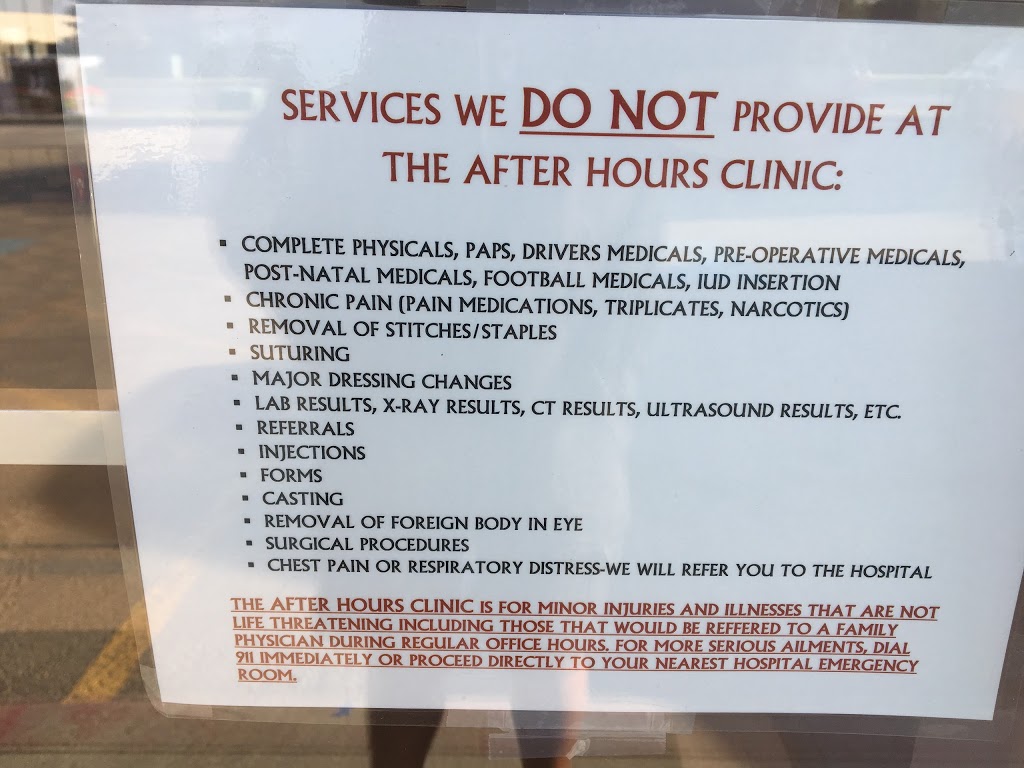 SERVICES WE DO NOT PROVIDE AT
THE AFTER HOURS CLINIC:
▪ COMPLETE PHYSICALS, PAPS, DRIVERS MEDICALS, PRE-OPERATIVE MEDICALS,
POST-NATAL MEDICALS, FOOTBALL MEDICALS, IUD INSERTION
▪ CHRONIC PAIN (PAIN MEDICATIONS, TRIPLICATES, NARCOTICS)
▪ REMOVAL OF STITCHES/STAPLES
▪ SUTURING
▪ MAJOR DRESSING CHANGES
▪ LAB RESULTS, X-RAY RESULTS, CT RESULTS, ULTRASOUND RESULTS, ETC.
▪ REFERRALS
▪ INJECTIONS
▪ FORMS
▪ CASTING
▪ REMOVAL OF FOREIGN BODY IN EYE
▪ SURGICAL PROCEDURES
▪ CHEST PAIN OR RESPIRATORY DISTRESS-WE WILL REFER YOU TO THE HOSPITAL
THE AFTER HOURS CLINIC IS FOR MINOR INJURIES AND ILLNESSES THAT ARE NOT
LIFE THREATENING INCLUDING THOSE THAT WOULD BE REFFERED TO A FAMILY
PHYSICIAN DURING REGULAR OFFICE HOURS. FOR MORE SERIOUS AILMENTS, DIAL
911 IMMEDIATELY OR PROCEED DIRECTLY TO YOUR NEAREST HOSPITAL EMERGENCY
ROOM.